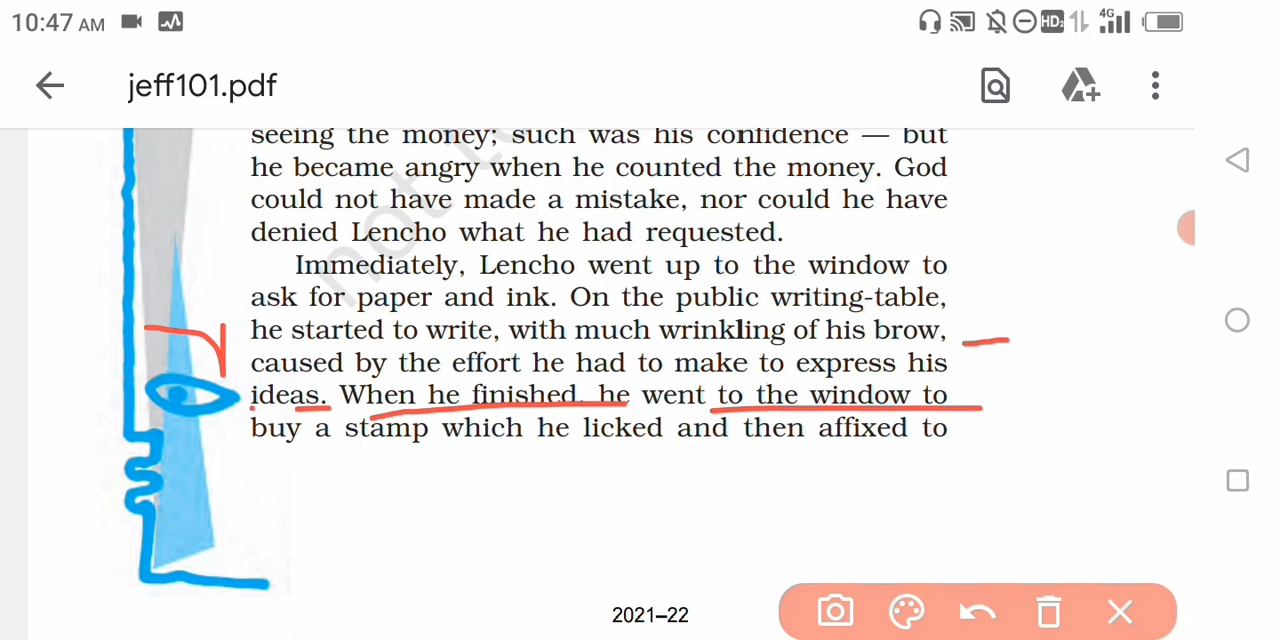 10:47 AM HD2 4G
jeff101.pdf
seeing the money; such was his confidence — but
he became angry when he counted the money. God
could not have made a mistake, nor could he have
denied Lencho what he had requested.
Immediately, Lencho went up to the window to
ask for paper and ink. On the public writing-table,
he started to write, with much wrinkling of his brow,
caused by the effort he had to make to express his
ideas. When he finished, he went to the window to
buy a stamp which he licked and then affixed to
not t
2021–22